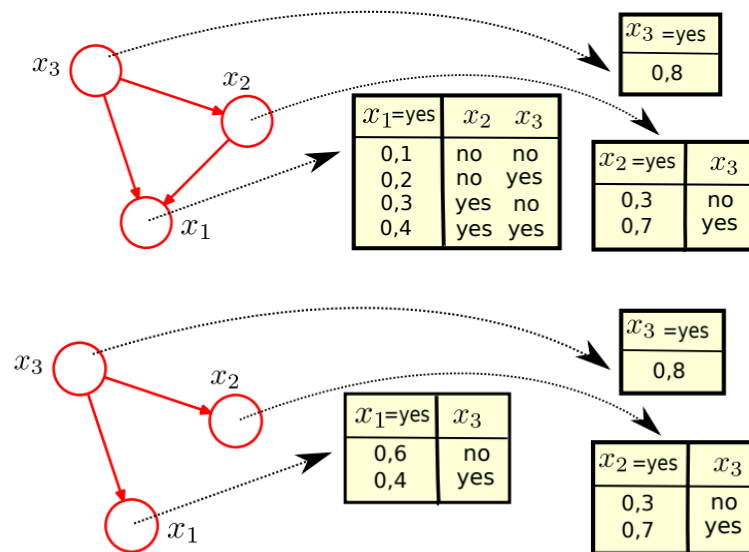 x₃
x₂
x₁
x₃ =yes
0,8
x₁=yes x₂ x₃
0,1 no no
0,2 no yes
0,3 yes no
0,4 yes yes
x₂=yes x₃
0,3 no
0,7 yes
x₃
x₂
x₁
x₃ =yes
0,8
x₁=yes x₃
0,6 no
0,4 yes
x₂=yes x₃
0,3 no
0,7 yes